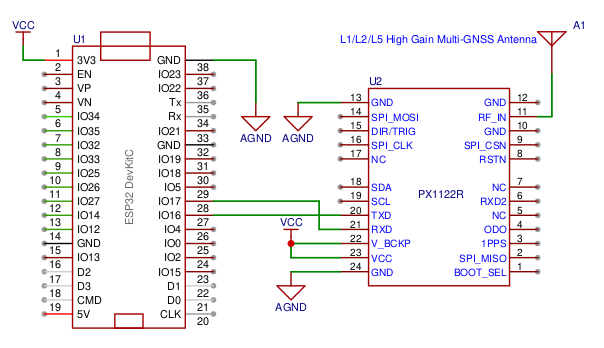 VCC
U1
1 3V3
2 EN
3 VP
4 VN
5 IO34
6 IO35
7 IO32
8 IO33
9 IO25
10 IO26
11 IO27
12 IO14
13 IO12
14 GND
15 IO13
16 D2
17 D3
18 CMD
19 5V
ESP32 DevKitC
GND 38
IO23 37
IO22 36
Tx 35
Rx 34
IO21 33
GND 32
IO19 31
IO18 30
IO5 29
IO17 28
IO16 27
IO4 26
IO0 25
IO2 24
IO15 23
D1 22
D0 21
CLK 20
AGND
AGND
L1/L2/L5 High Gain Multi-GNSS Antenna
A1
U2
13 GND
14 SPI_MOSI
15 DIR/TRIG
16 SPI_CLK
17 NC
18 SDA
19 SCL
20 TXD
21 RXD
22 V_BCKP
23 VCC
24 GND
PX1122R
GND 12
RF_IN 11
GND 10
SPI_CSN 9
RSTN 8
NC 7
RXD2 6
NC 5
ODO 4
1PPS 3
SPI_MISO 2
BOOT_SEL 1
VCC
AGND